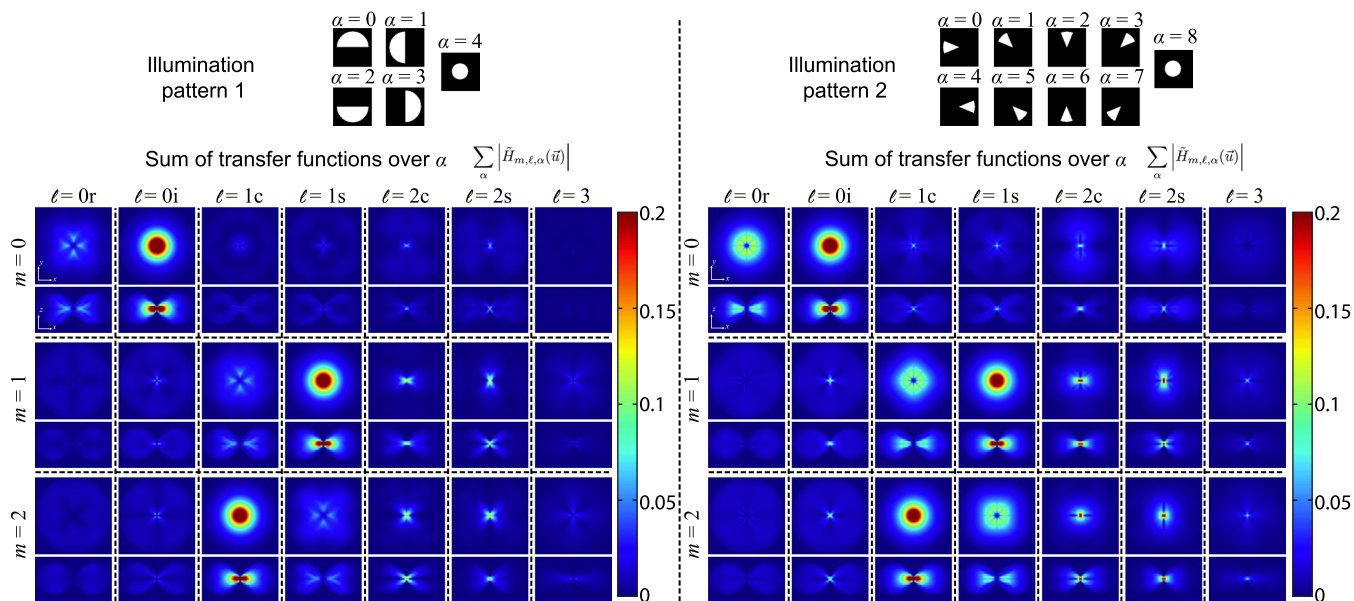 Illumination
pattern 1
α = 0 α = 1
α = 4
α = 2 α = 3
Sum of transfer functions over α ∑_α |H̃_{m,ℓ,α}(u⃗)|
ℓ = 0r ℓ = 0i ℓ = 1c ℓ = 1s ℓ = 2c ℓ = 2s ℓ = 3
m = 0
y
x
z
x
m = 1
m = 2
0.2
0.15
0.1
0.05
0
Illumination
pattern 2
α = 0 α = 1 α = 2 α = 3
α = 8
α = 4 α = 5 α = 6 α = 7
Sum of transfer functions over α ∑_α |H̃_{m,ℓ,α}(u⃗)|
ℓ = 0r ℓ = 0i ℓ = 1c ℓ = 1s ℓ = 2c ℓ = 2s ℓ = 3
m = 0
y
x
z
x
m = 1
m = 2
0.2
0.15
0.1
0.05
0